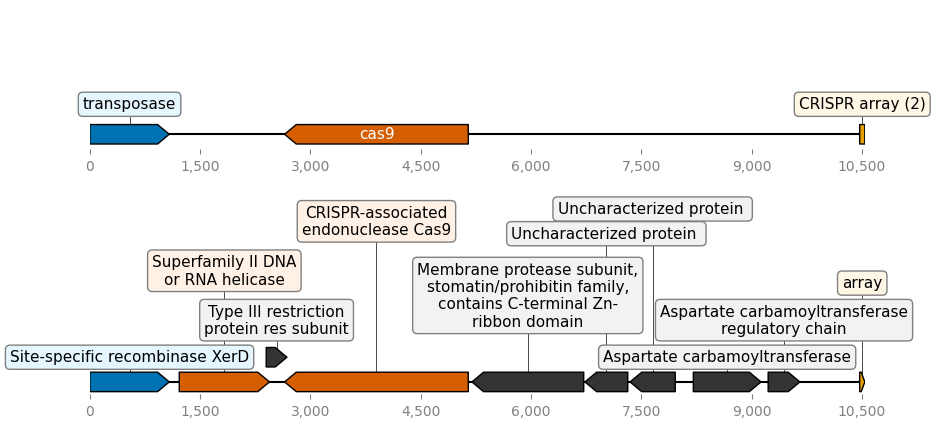 transposase
CRISPR array (2)
cas9
0 1,500 3,000 4,500 6,000 7,500 9,000 10,500
Uncharacterized protein
CRISPR-associated
endonuclease Cas9
Uncharacterized protein
Superfamily II DNA
or RNA helicase
Membrane protease subunit,
stomatin/prohibitin family,
contains C-terminal Zn-
ribbon domain
array
Type III restriction
protein res subunit
Aspartate carbamoyltransferase
regulatory chain
Site-specific recombinase XerD
Aspartate carbamoyltransferase
0 1,500 3,000 4,500 6,000 7,500 9,000 10,500